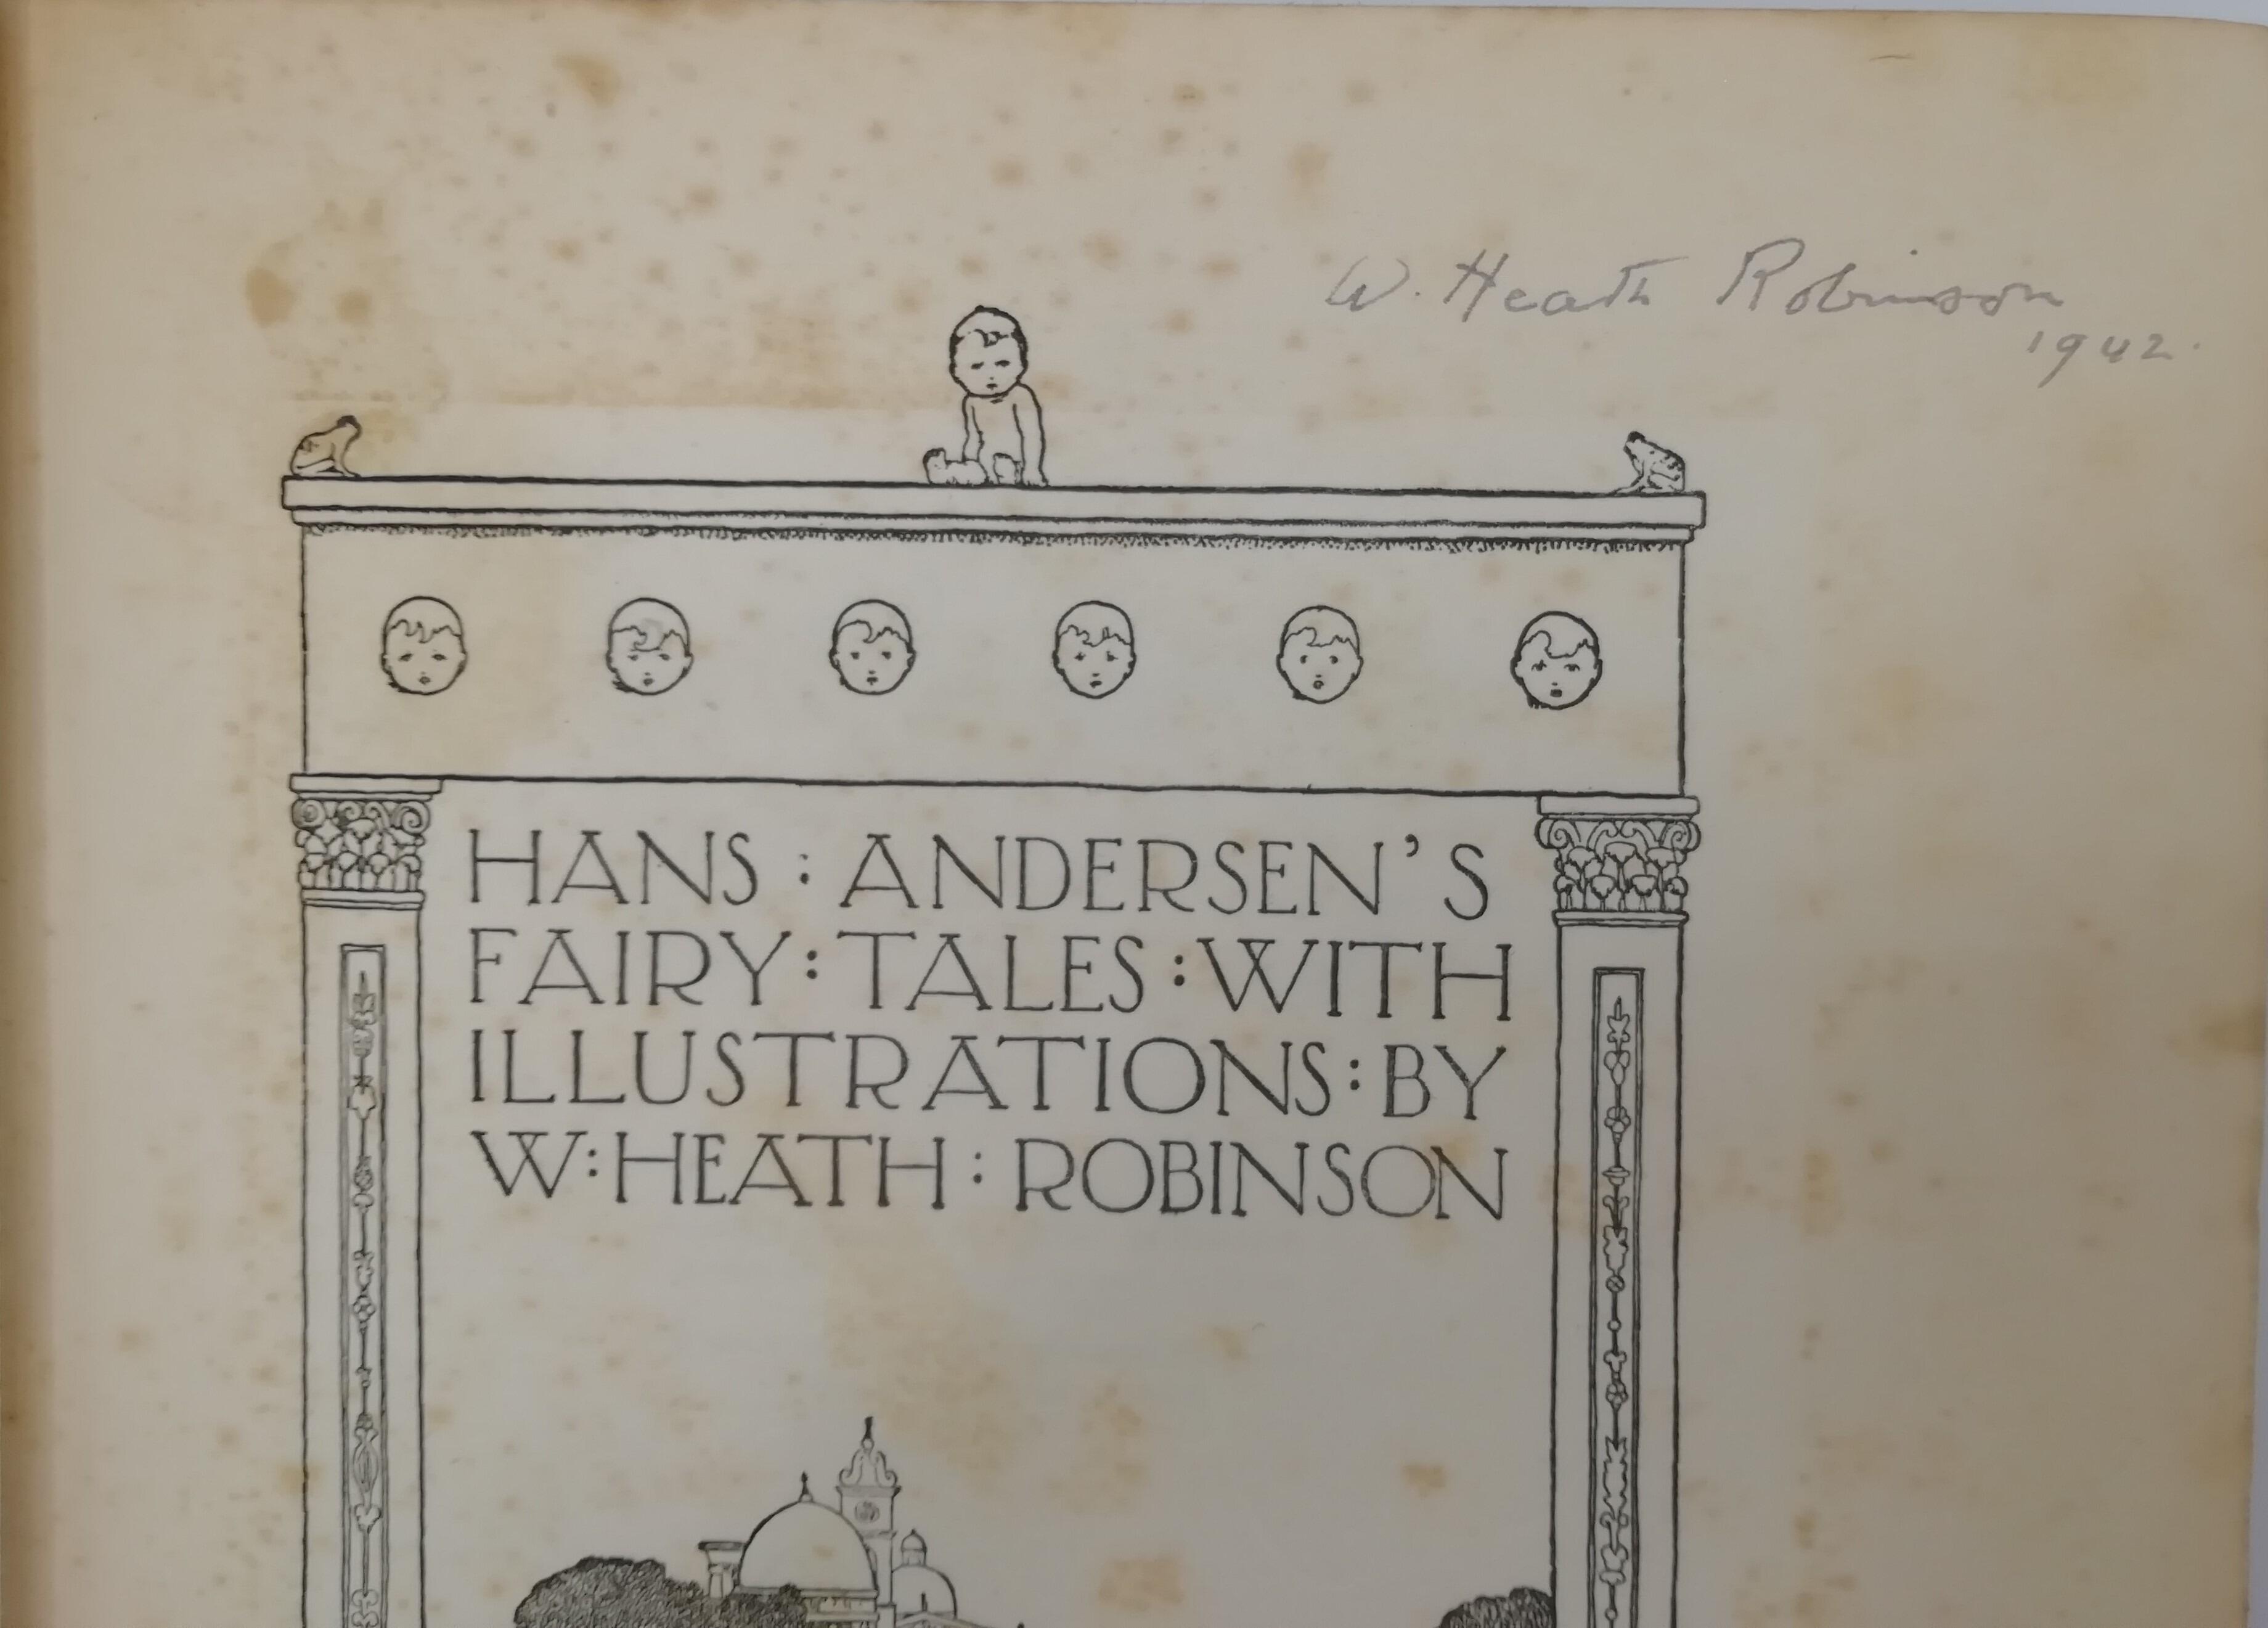 W. Heath Robinson
1942.
HANS : ANDERSEN'S
FAIRY : TALES : WITH
ILLUSTRATIONS : BY
W : HEATH : ROBINSON